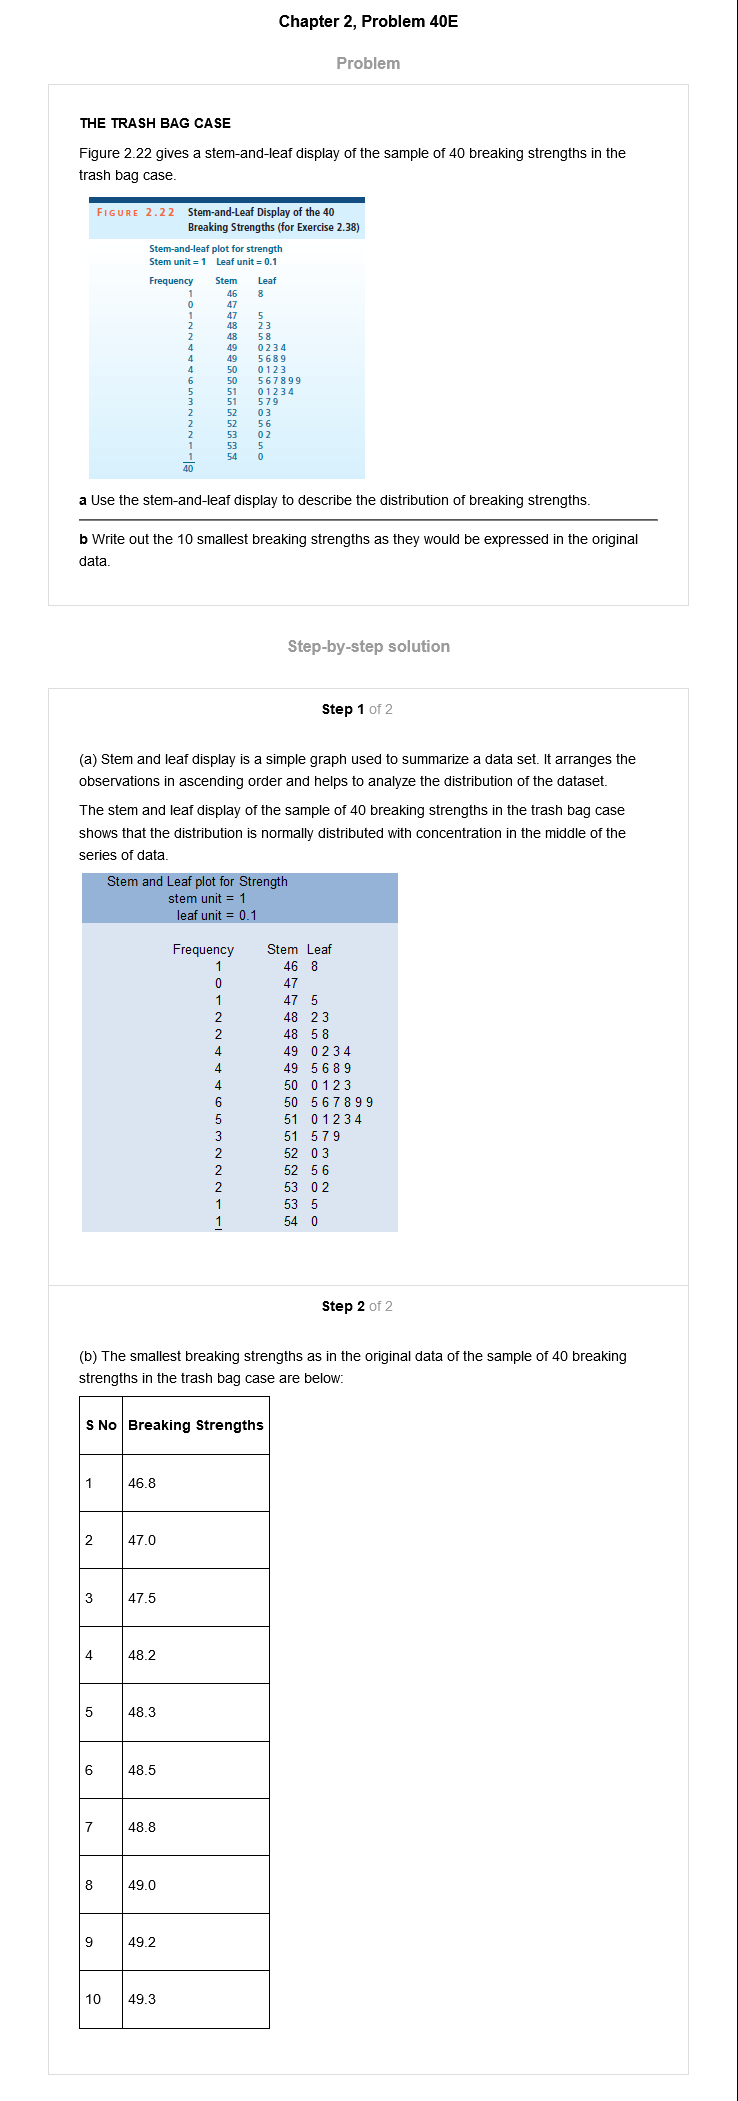 Chapter 2, Problem 40E
Problem
THE TRASH BAG CASE
Figure 2.22 gives a stem-and-leaf display of the sample of 40 breaking strengths in the
trash bag case.
FIGURE 2.22 Stem-and-Leaf Display of the 40
Breaking Strengths (for Exercise 2.38)
Stem-and-leaf plot for strength
Stem unit = 1 Leaf unit = 0.1
Frequency Stem Leaf
1 46 8
0 47
1 47 5
2 48 2 3
2 48 5 8
4 49 0 2 3 4
4 49 5 6 8 9
4 50 0 1 2 3
6 50 5 6 7 8 9 9
5 51 0 1 2 3 4
3 51 5 7 9
2 52 0 3
2 52 5 6
2 53 0 2
1 53 5
1 54 0
40
a Use the stem-and-leaf display to describe the distribution of breaking strengths.
b Write out the 10 smallest breaking strengths as they would be expressed in the original
data.
Step-by-step solution
Step 1 of 2
(a) Stem and leaf display is a simple graph used to summarize a data set. It arranges the
observations in ascending order and helps to analyze the distribution of the dataset.
The stem and leaf display of the sample of 40 breaking strengths in the trash bag case
shows that the distribution is normally distributed with concentration in the middle of the
series of data.
Stem and Leaf plot for Strength
stem unit = 1
leaf unit = 0.1
Frequency Stem Leaf
1 46 8
0 47
1 47 5
2 48 2 3
2 48 5 8
4 49 0 2 3 4
4 49 5 6 8 9
4 50 0 1 2 3
6 50 5 6 7 8 9 9
5 51 0 1 2 3 4
3 51 5 7 9
2 52 0 3
2 52 5 6
2 53 0 2
1 53 5
1 54 0
Step 2 of 2
(b) The smallest breaking strengths as in the original data of the sample of 40 breaking
strengths in the trash bag case are below:
S No Breaking Strengths
1 46.8
2 47.0
3 47.5
4 48.2
5 48.3
6 48.5
7 48.8
8 49.0
9 49.2
10 49.3